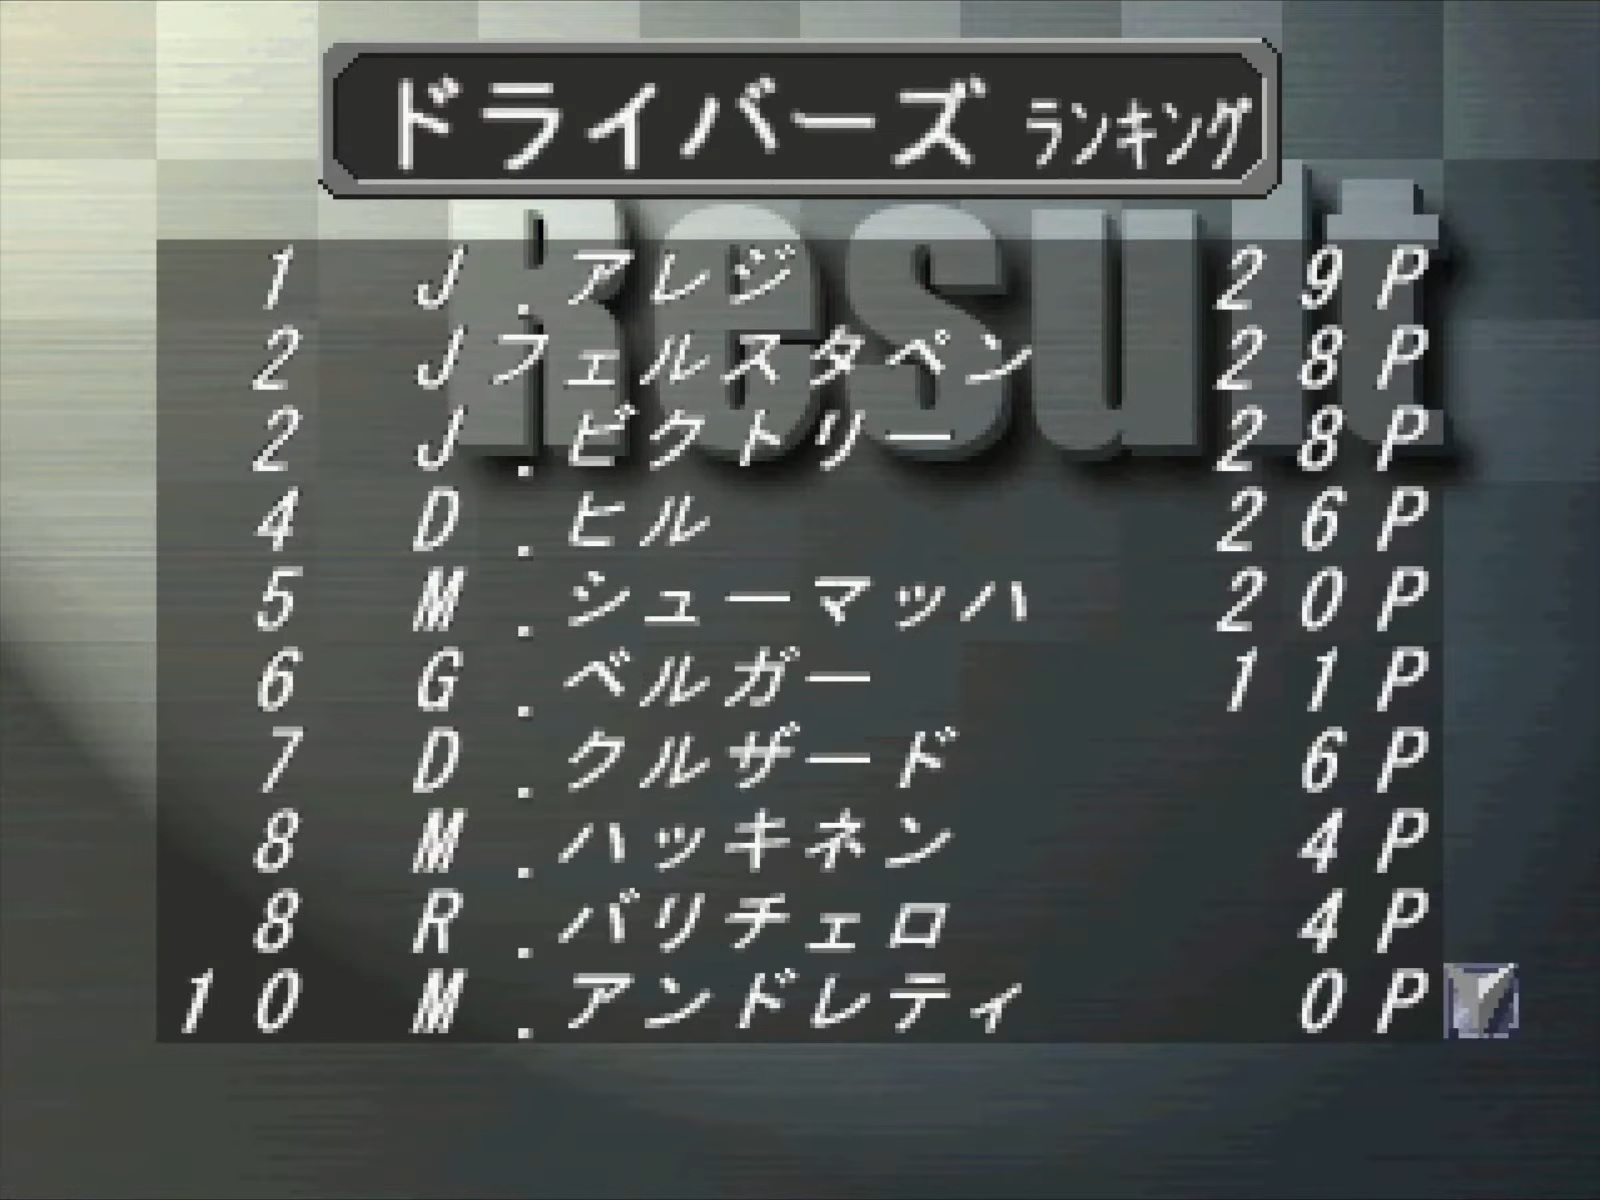 ドライバーズ ランキング
Result
1 J.アレジ 29P
2 Jフェルスタペン 28P
2 J.ビクトリー 28P
4 D.ヒル 26P
5 M.シューマッハ 20P
6 G.ベルガー 11P
7 D.クルザード 6P
8 M.ハッキネン 4P
8 R.バリチェロ 4P
10 M.アンドレティ 0P